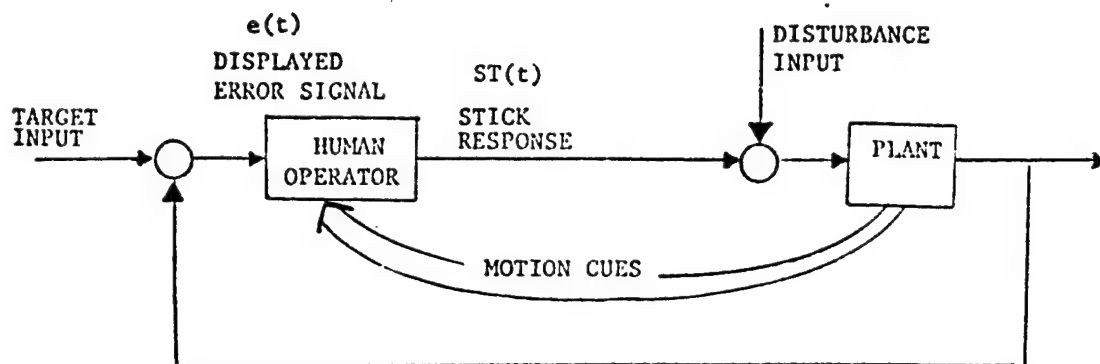 e(t)
DISPLAYED
ERROR SIGNAL
ST(t)
STICK
RESPONSE
DISTURBANCE
INPUT
TARGET
INPUT
HUMAN
OPERATOR
PLANT
MOTION CUES